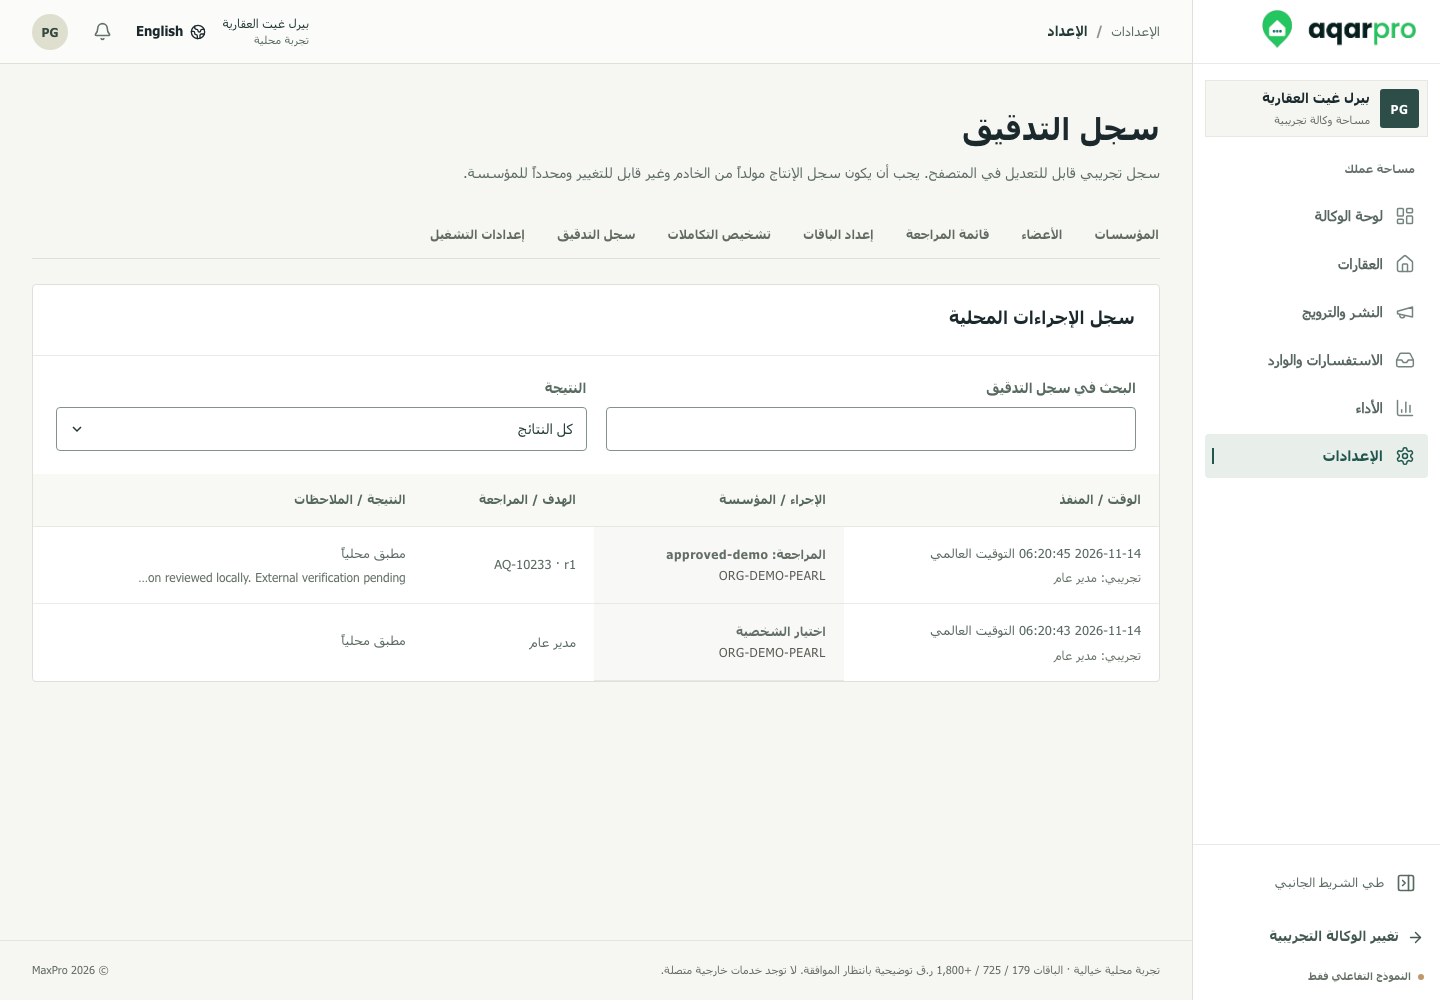 aqarpro
PG
بيرل غيت العقارية
مساحة وكالة تجريبية
مساحة عملك
لوحة الوكالة
العقارات
النشر والترويج
الاستفسارات والوارد
الأداء
الإعدادات
طي الشريط الجانبي
تغيير الوكالة التجريبية
النموذج التفاعلي فقط
الإعدادات / الإعداد
بيرل غيت العقارية
تجربة محلية
English
PG
سجل التدقيق
سجل تجريبي قابل للتعديل في المتصفح. يجب أن يكون سجل الإنتاج مولداً من الخادم وغير قابل للتغيير ومحدداً للمؤسسة.
المؤسسات
الأعضاء
قائمة المراجعة
إعداد الباقات
تشخيص التكاملات
سجل التدقيق
إعدادات التشغيل
سجل الإجراءات المحلية
البحث في سجل التدقيق
النتيجة
كل النتائج
الوقت / المنفذ
الإجراء / المؤسسة
الهدف / المراجعة
النتيجة / الملاحظات
2026-11-14 06:20:45 التوقيت العالمي
تجريبي: مدير عام
المراجعة: approved-demo
ORG-DEMO-PEARL
AQ-10233 · r1
مطبق محلياً
...on reviewed locally. External verification pending
2026-11-14 06:20:43 التوقيت العالمي
تجريبي: مدير عام
اختيار الشخصية
ORG-DEMO-PEARL
مدير عام
مطبق محلياً
تجربة محلية خيالية · الباقات 179 / 725 / +1,800 ر.ق توضيحية بانتظار الموافقة. لا توجد خدمات خارجية متصلة.
© 2026 MaxPro